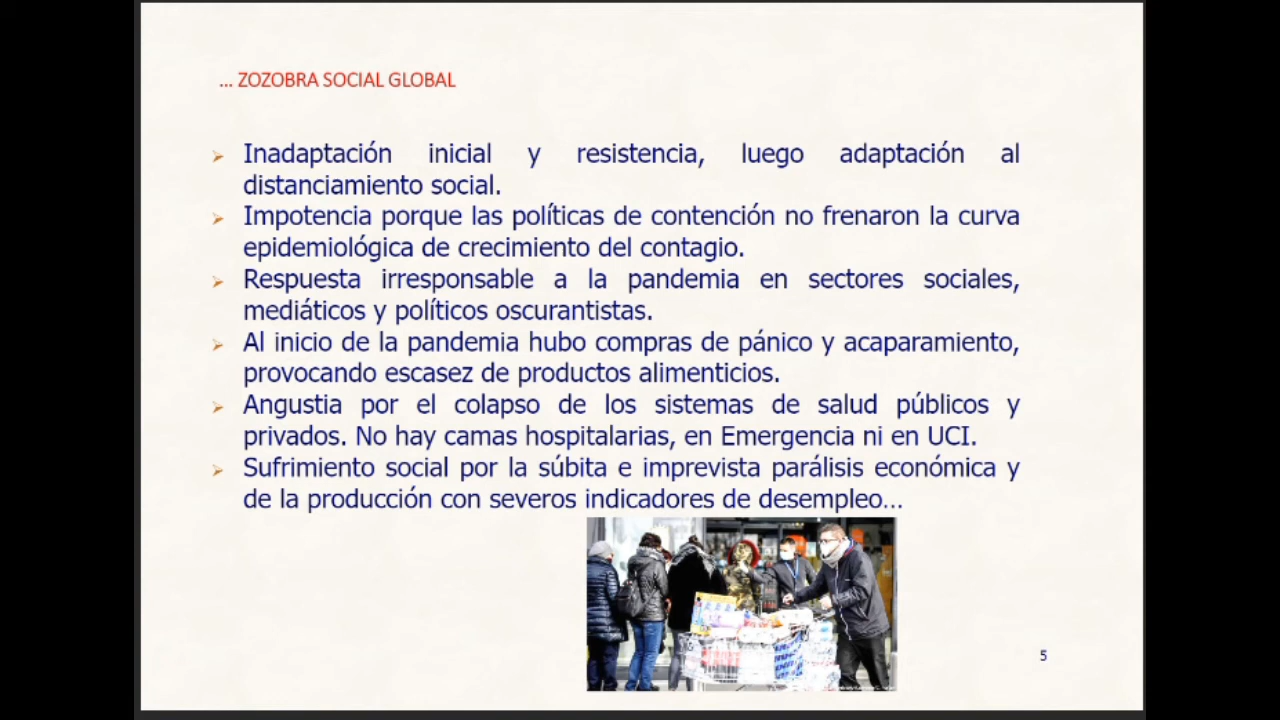 ... ZOZOBRA SOCIAL GLOBAL
➢ Inadaptación inicial y resistencia, luego adaptación al
distanciamiento social.
➢ Impotencia porque las políticas de contención no frenaron la curva
epidemiológica de crecimiento del contagio.
➢ Respuesta irresponsable a la pandemia en sectores sociales,
mediáticos y políticos oscurantistas.
➢ Al inicio de la pandemia hubo compras de pánico y acaparamiento,
provocando escasez de productos alimenticios.
➢ Angustia por el colapso de los sistemas de salud públicos y
privados. No hay camas hospitalarias, en Emergencia ni en UCI.
➢ Sufrimiento social por la súbita e imprevista parálisis económica y
de la producción con severos indicadores de desempleo...
5